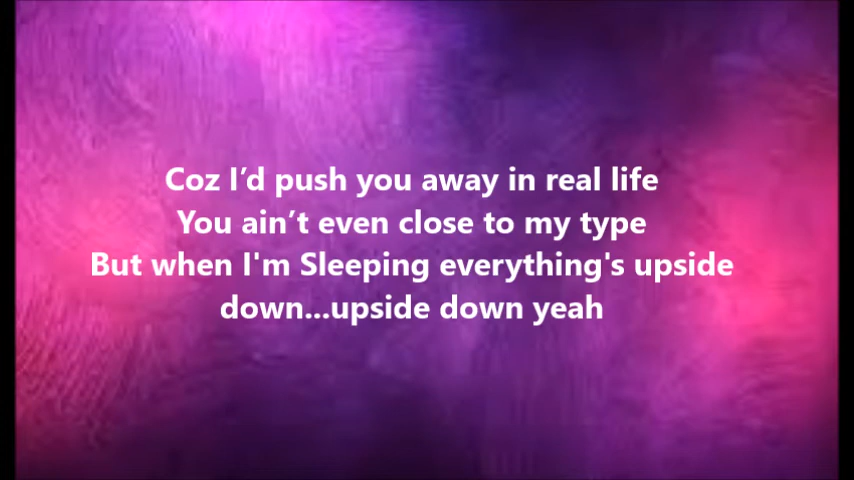 Coz I’d push you away in real life
You ain’t even close to my type
But when I'm Sleeping everything's upside
down...upside down yeah